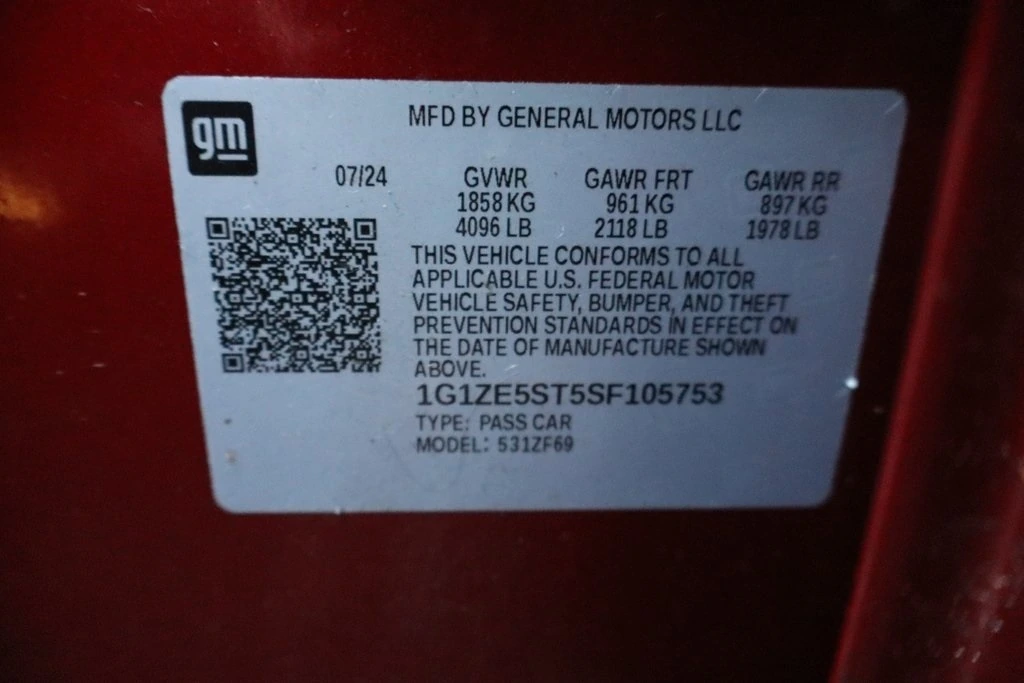 gm
MFD BY GENERAL MOTORS LLC
07/24 GVWR GAWR FRT GAWR RR
1858 KG 961 KG 897 KG
4096 LB 2118 LB 1978 LB
THIS VEHICLE CONFORMS TO ALL
APPLICABLE U.S. FEDERAL MOTOR
VEHICLE SAFETY, BUMPER, AND THEFT
PREVENTION STANDARDS IN EFFECT ON
THE DATE OF MANUFACTURE SHOWN
ABOVE.
1G1ZE5ST5SF105753
TYPE: PASS CAR
MODEL: 531ZF69